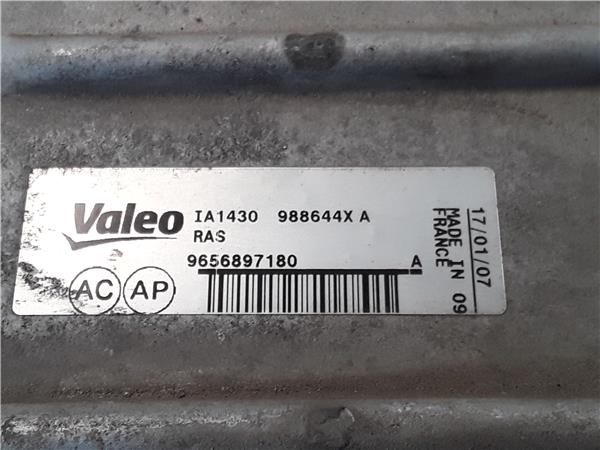 Valeo IA1430 988644X A
RAS
9656897180 A
AC AP
17/01/07
MADE IN 09
FRANCE